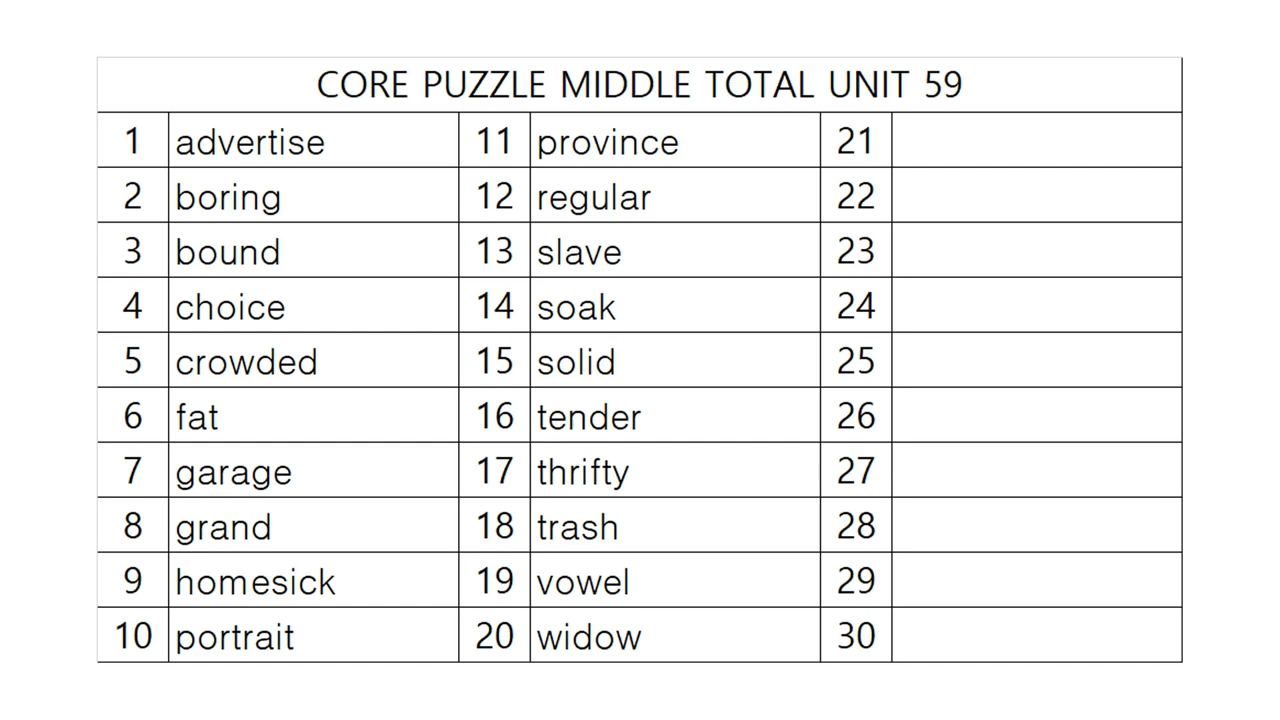 CORE PUZZLE MIDDLE TOTAL UNIT 59
1 advertise 11 province 21
2 boring 12 regular 22
3 bound 13 slave 23
4 choice 14 soak 24
5 crowded 15 solid 25
6 fat 16 tender 26
7 garage 17 thrifty 27
8 grand 18 trash 28
9 homesick 19 vowel 29
10 portrait 20 widow 30